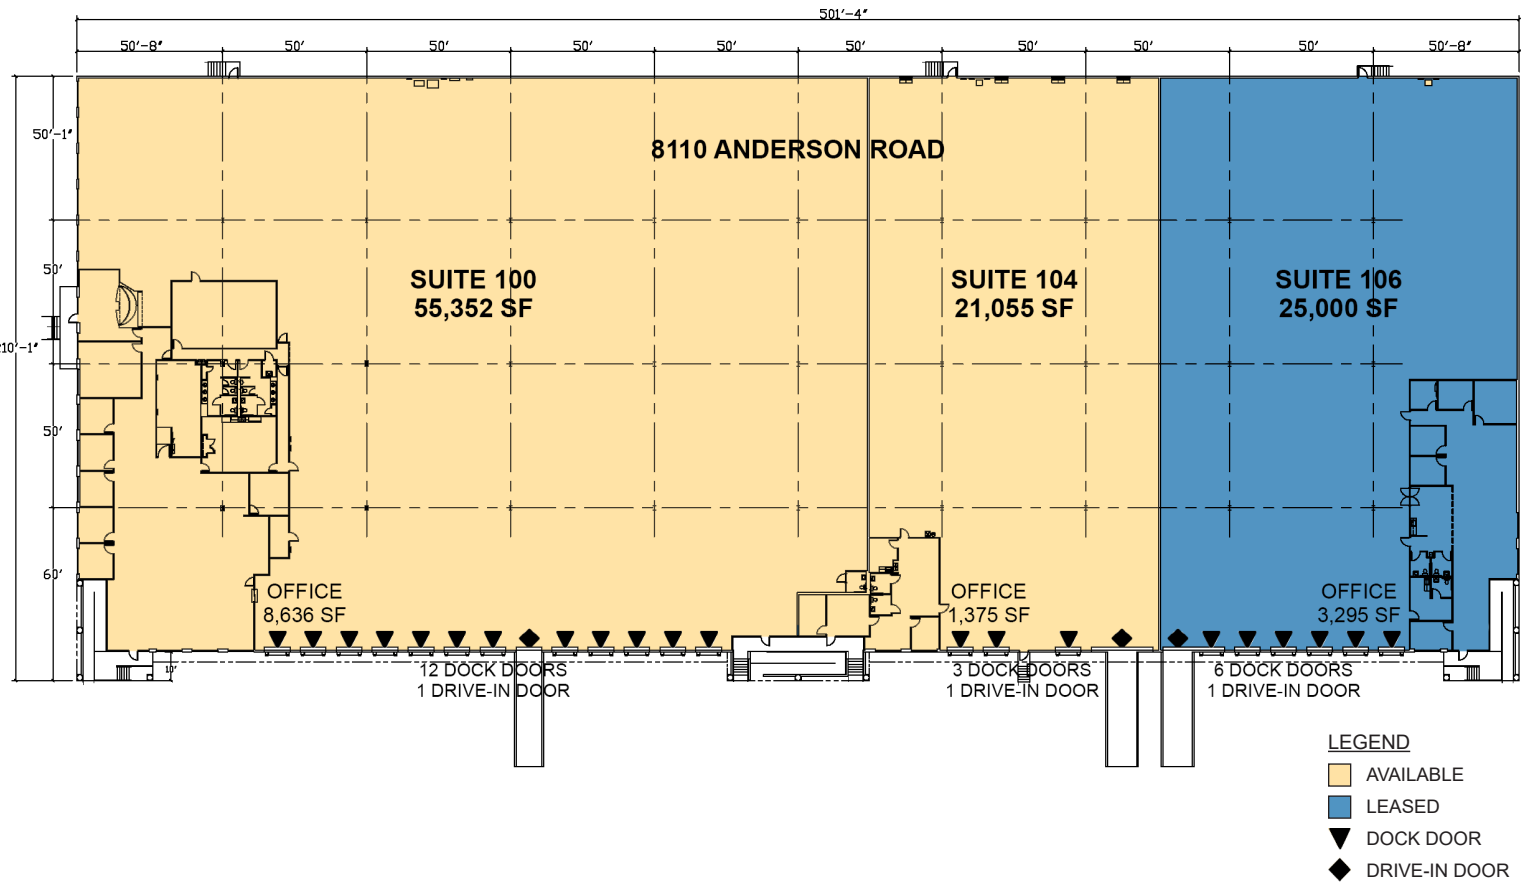 501'-4"
50'-8" 50' 50' 50' 50' 50' 50' 50' 50' 50'-8"
50'-1"
8110 ANDERSON ROAD
50'
SUITE 100
55,352 SF
SUITE 104
21,055 SF
SUITE 106
25,000 SF
210'-1"
50'
60'
OFFICE
8,636 SF
OFFICE
1,375 SF
OFFICE
3,295 SF
10'
12 DOCK DOORS
1 DRIVE-IN DOOR
3 DOCK DOORS
1 DRIVE-IN DOOR
6 DOCK DOORS
1 DRIVE-IN DOOR
LEGEND
AVAILABLE
LEASED
DOCK DOOR
DRIVE-IN DOOR